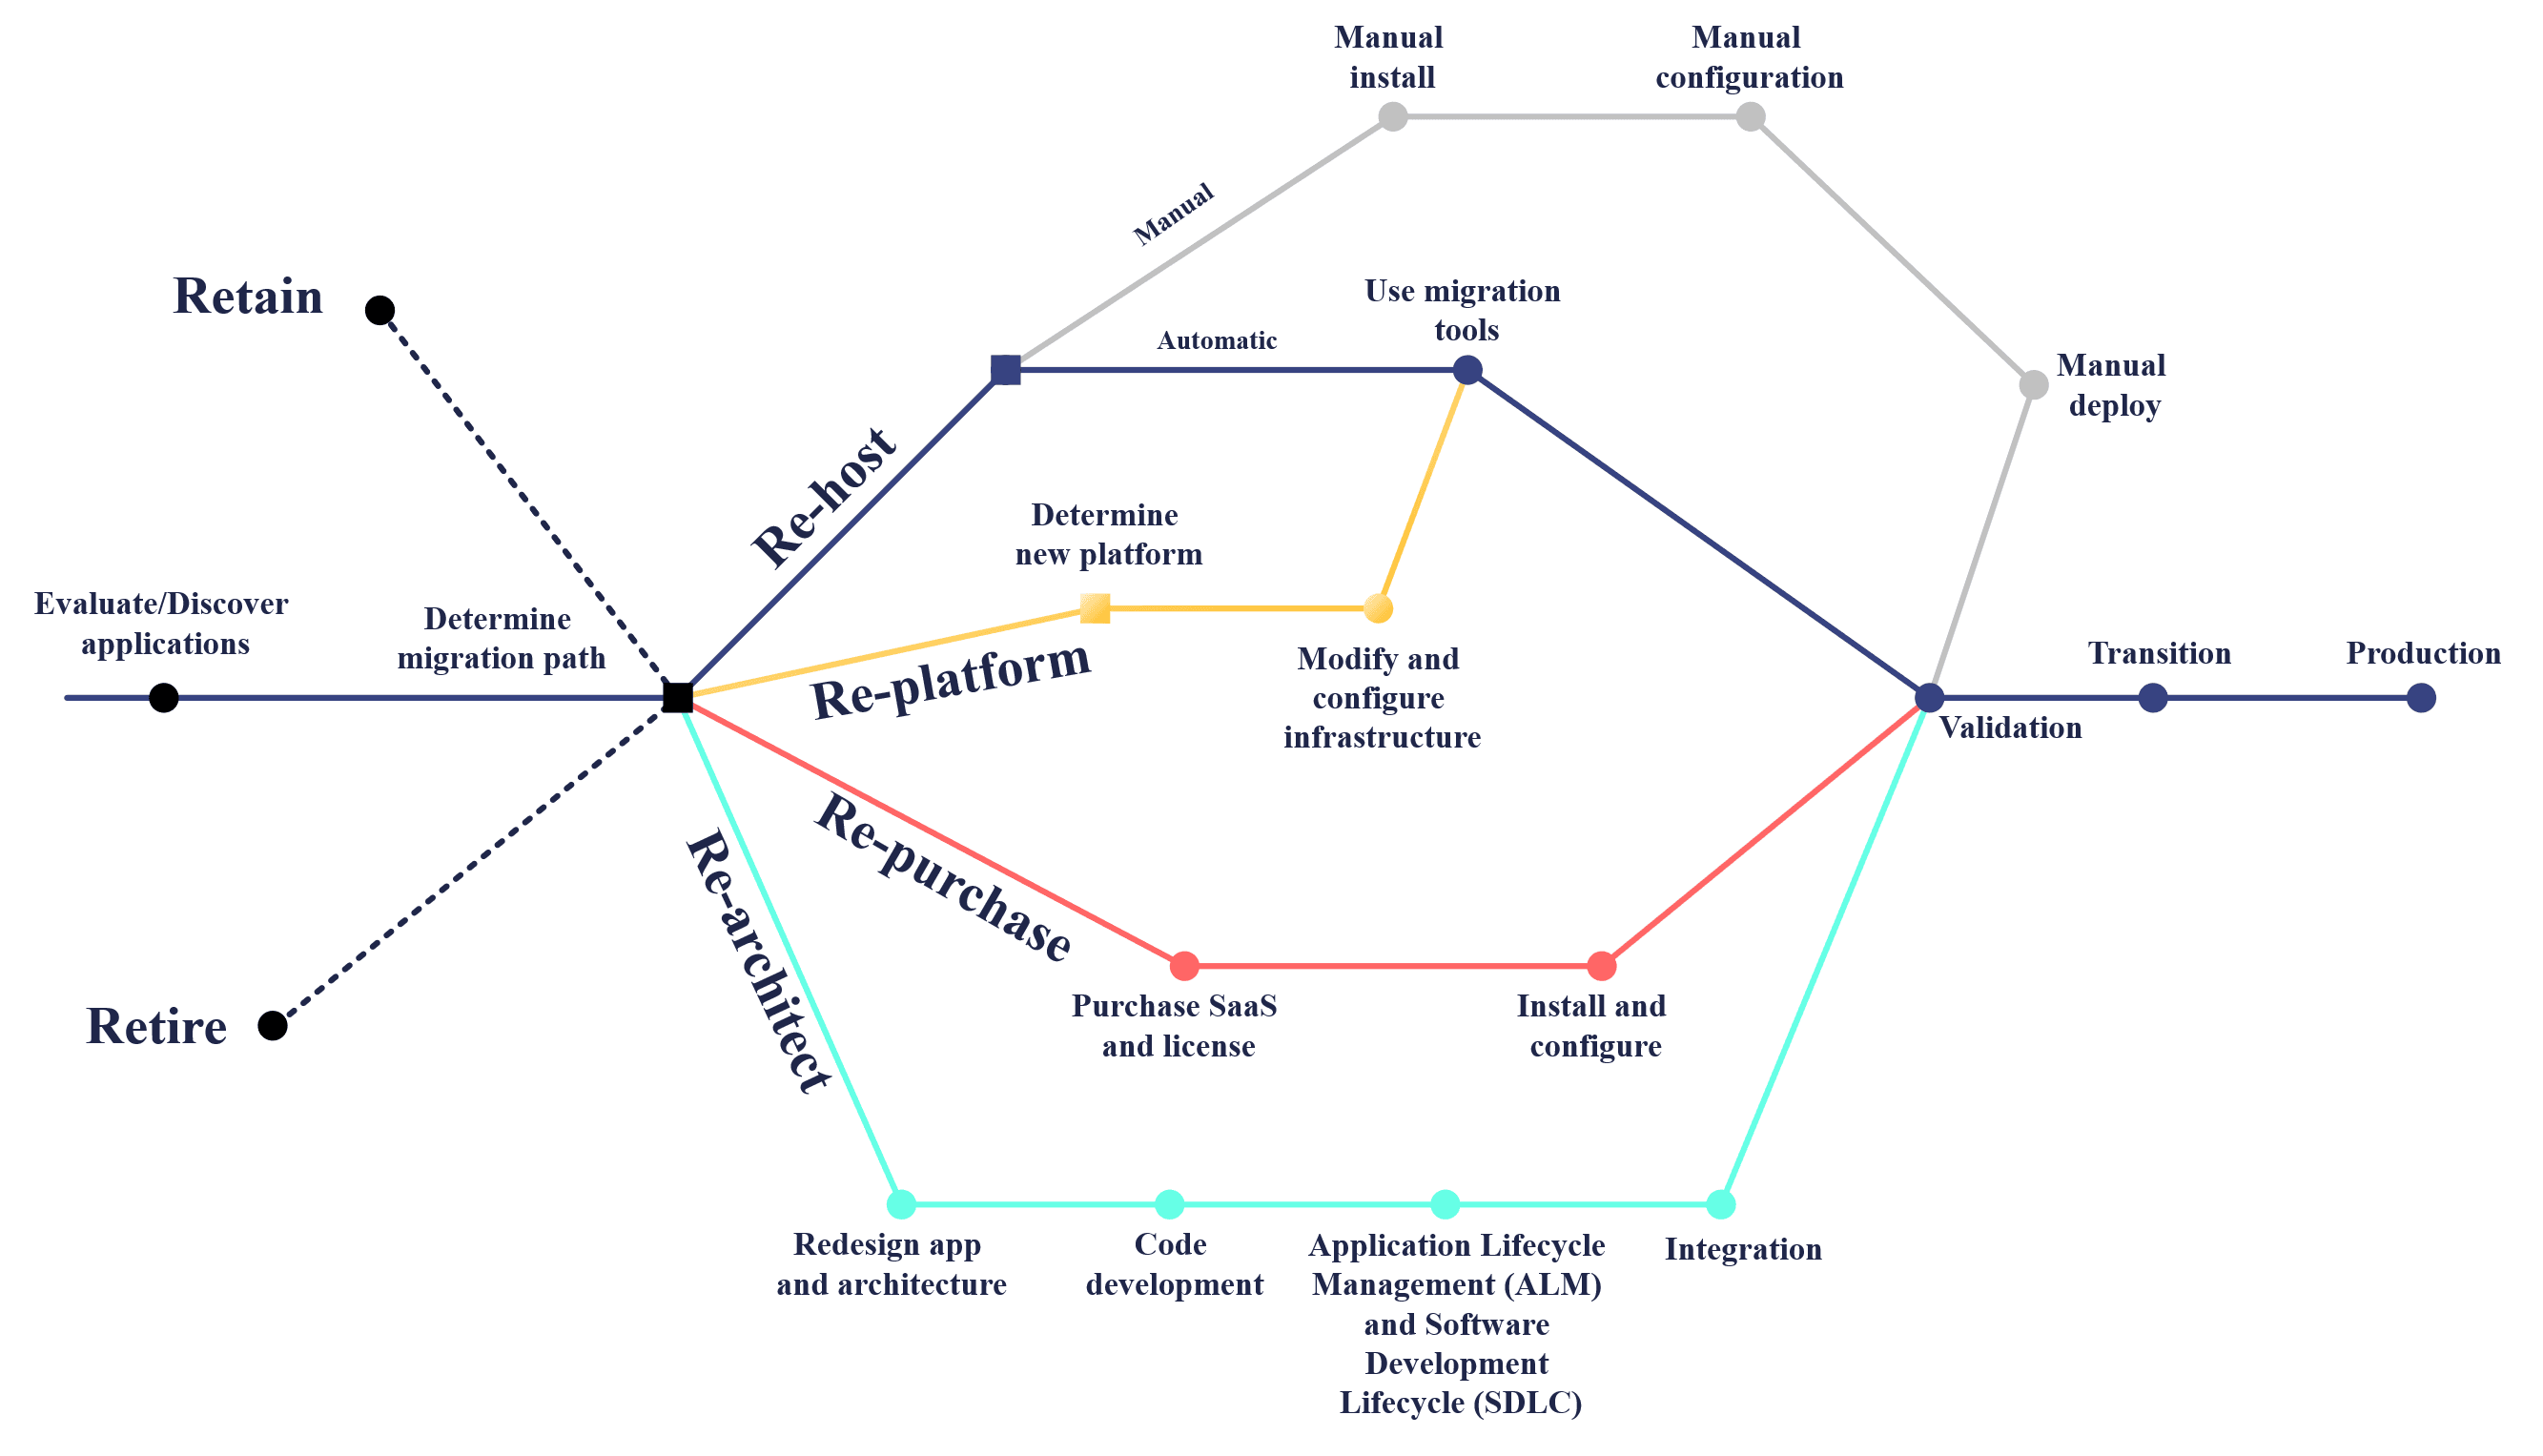 Manual
install
Manual
configuration
Manual
Retain
Use migration
tools
Automatic
Manual
deploy
Re-host
Determine
new platform
Evaluate/Discover
applications
Determine
migration path
Re-platform
Modify and
configure
infrastructure
Transition
Production
Validation
Re-purchase
Re-architect
Retire
Purchase SaaS
and license
Install and
configure
Redesign app
and architecture
Code
development
Application Lifecycle
Management (ALM)
and Software
Development
Lifecycle (SDLC)
Integration